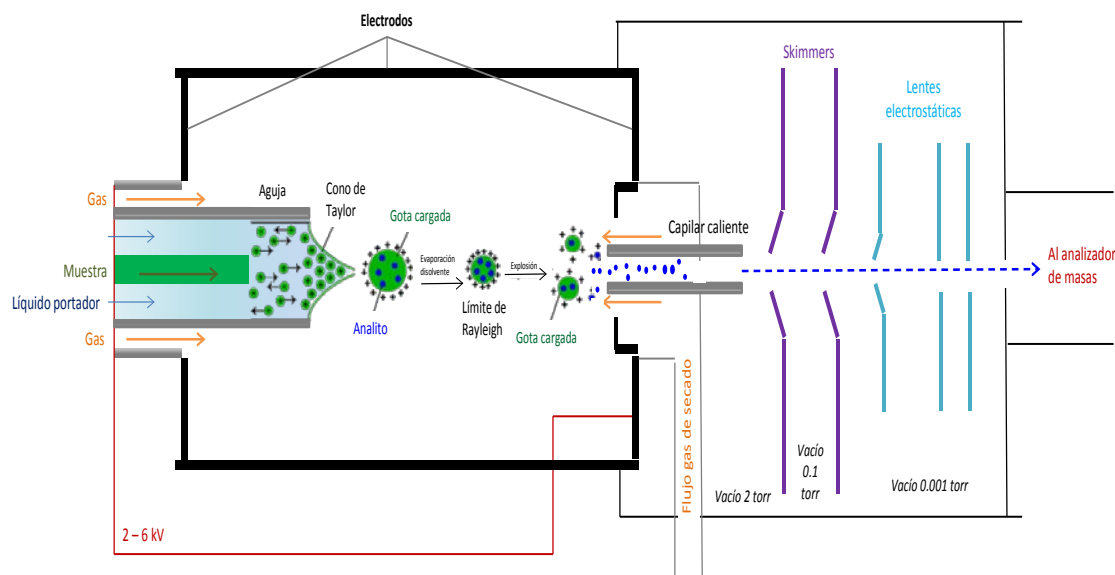 Electrodos
Skimmers
Lentes
electrostáticas
Gas
Aguja
Cono de
Taylor
Gota cargada
Capilar caliente
Evaporación
disolvente
Explosión
Muestra
Al analizador
de masas
Líquido portador
Analito
Límite de
Rayleigh
Gota cargada
Gas
Flujo gas de secado
Vacío
0.1
torr
Vacío 2 torr
Vacío 0.001 torr
2 – 6 kV